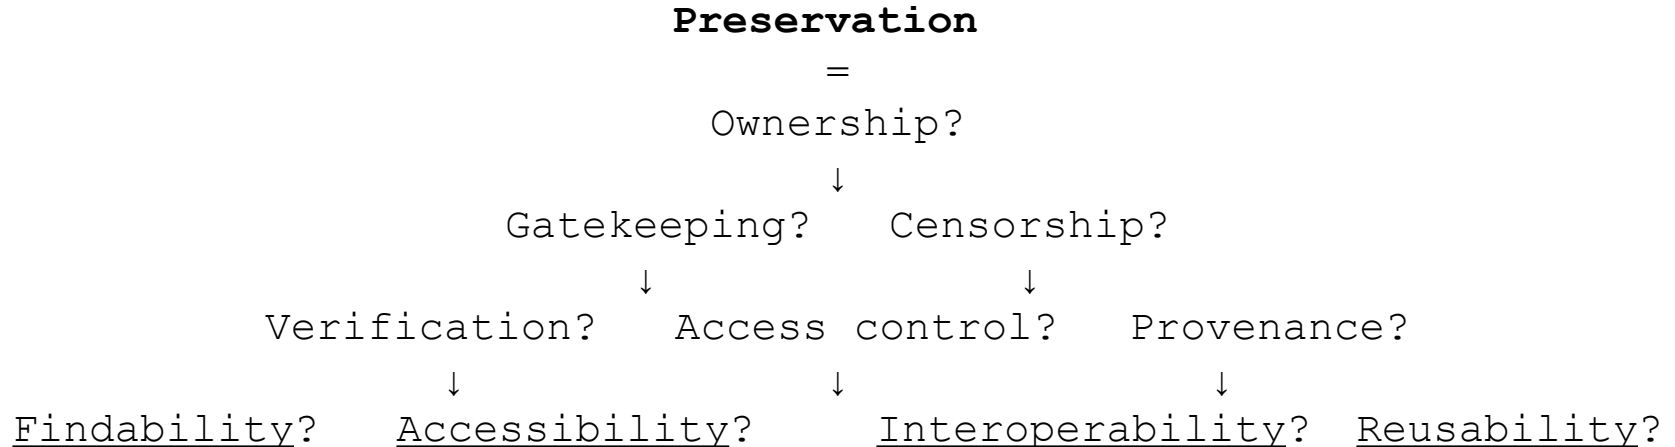 Preservation
=
Ownership?
↓
Gatekeeping? Censorship?
↓ ↓
Verification? Access control? Provenance?
↓ ↓ ↓
Findability? Accessibility? Interoperability? Reusability?